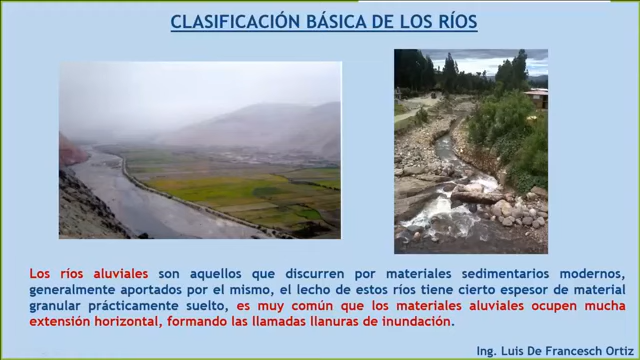 CLASIFICACIÓN BÁSICA DE LOS RÍOS
Los ríos aluviales son aquellos que discurren por materiales sedimentarios modernos,
generalmente aportados por el mismo, el lecho de estos ríos tiene cierto espesor de material
granular prácticamente suelto, es muy común que los materiales aluviales ocupen mucha
extensión horizontal, formando las llamadas llanuras de inundación.
Ing. Luis De Francesch Ortiz